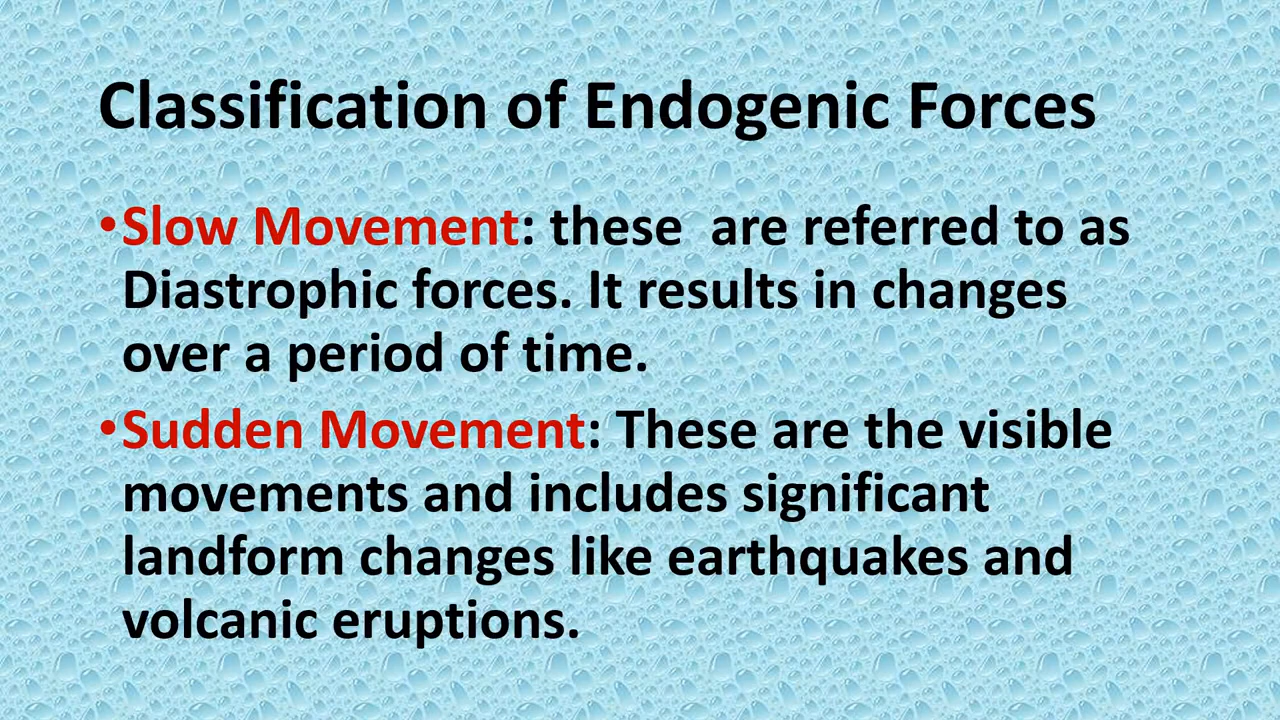 Classification of Endogenic Forces
•Slow Movement: these  are referred to as
Diastrophic forces. It results in changes
over a period of time.
•Sudden Movement: These are the visible
movements and includes significant
landform changes like earthquakes and
volcanic eruptions.